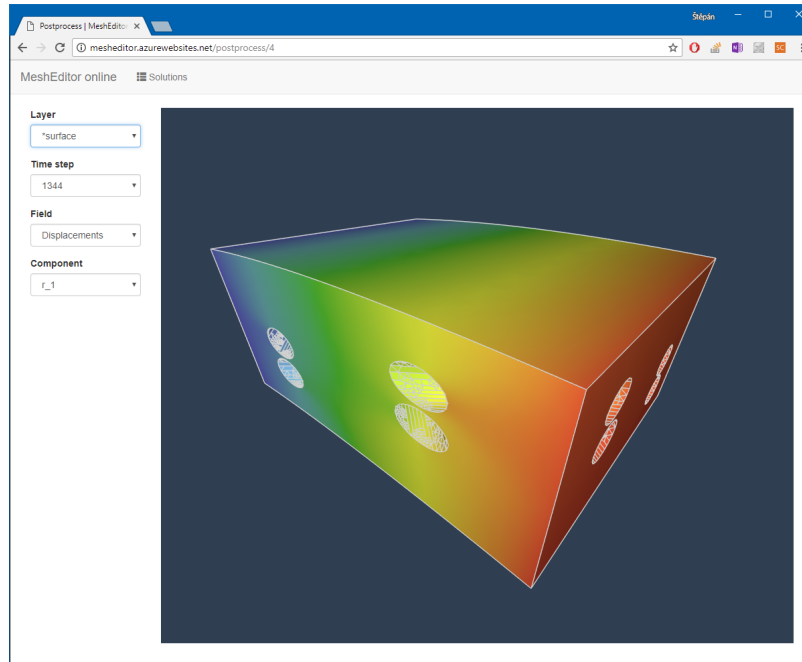 Štěpán
Postprocess | MeshEditor
mesheditor.azurewebsites.net/postprocess/4
MeshEditor online
Solutions
Layer
*surface
Time step
1344
Field
Displacements
Component
r_1